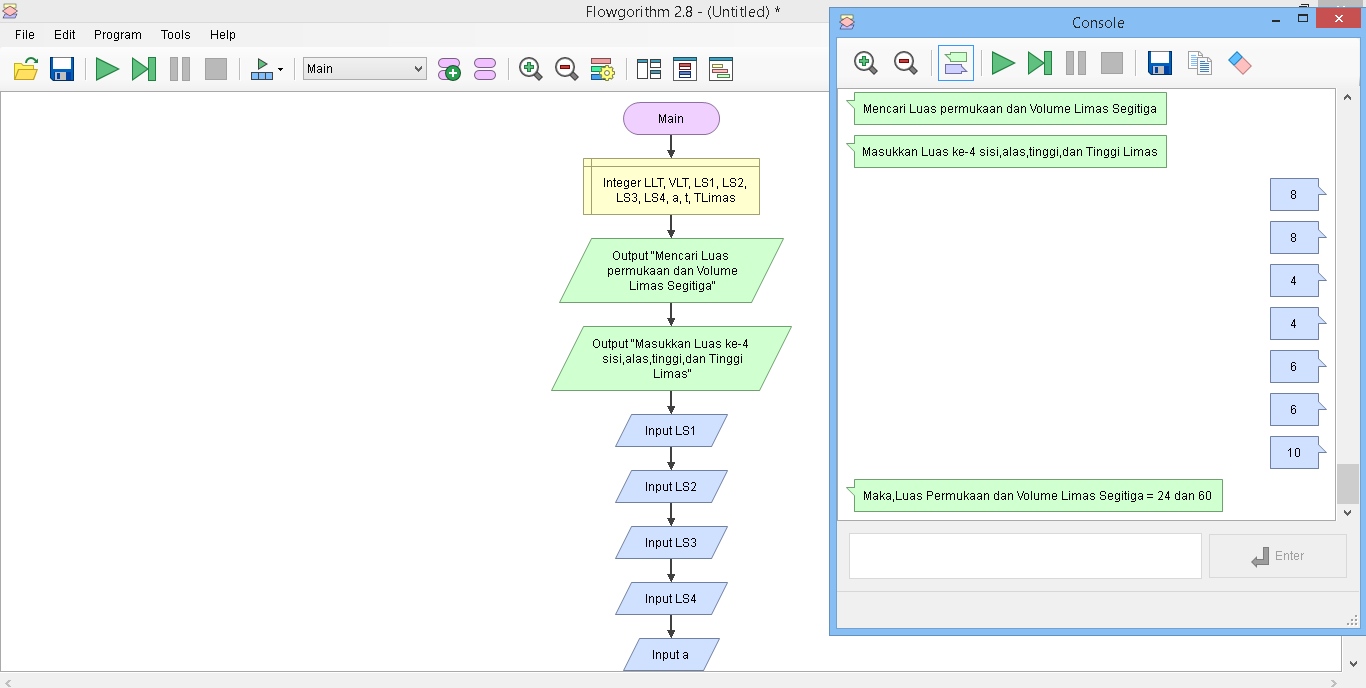 Flowgorithm 2.8 - (Untitled) *
File Edit Program Tools Help
Main
Main
Integer LLT, VLT, LS1, LS2,
LS3, LS4, a, t, TLimas
Output "Mencari Luas
permukaan dan Volume
Limas Segitiga"
Output "Masukkan Luas ke-4
sisi,alas,tinggi,dan Tinggi
Limas"
Input LS1
Input LS2
Input LS3
Input LS4
Input a
Console
Mencari Luas permukaan dan Volume Limas Segitiga
Masukkan Luas ke-4 sisi,alas,tinggi,dan Tinggi Limas
8
8
4
4
6
6
10
Maka,Luas Permukaan dan Volume Limas Segitiga = 24 dan 60
Enter